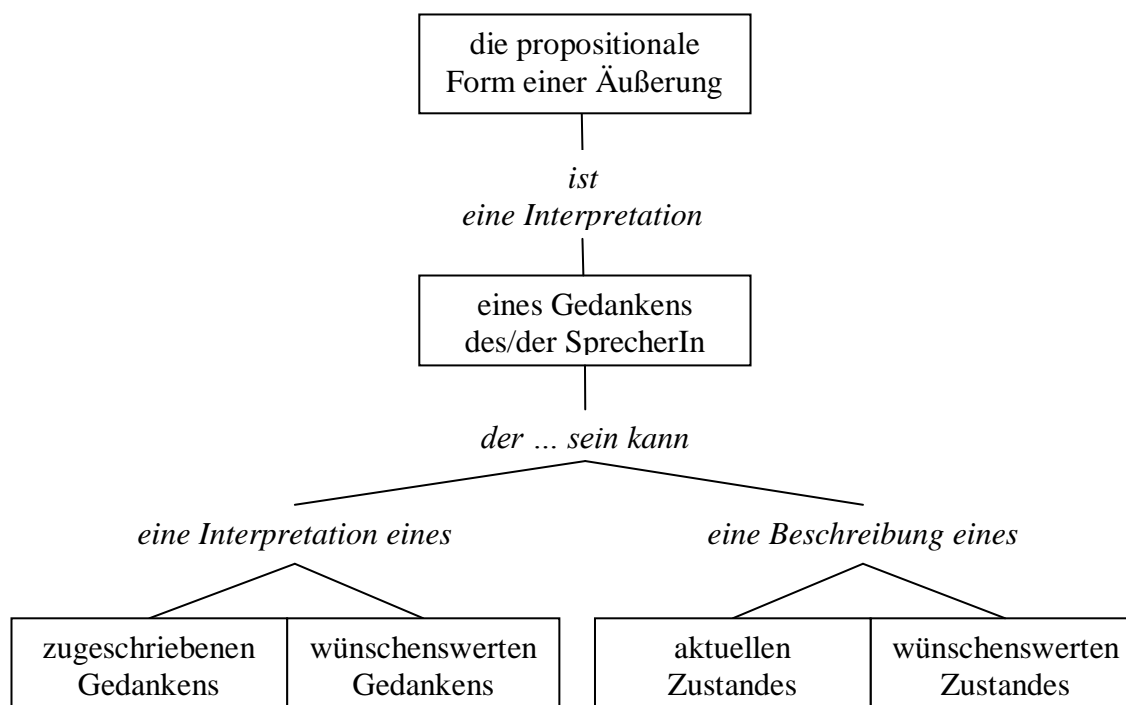 die propositionale
Form einer Äußerung
ist
eine Interpretation
eines Gedankens
des/der SprecherIn
der ... sein kann
eine Interpretation eines
eine Beschreibung eines
zugeschriebenen
Gedankens
wünschenswerten
Gedankens
aktuellen
Zustandes
wünschenswerten
Zustandes